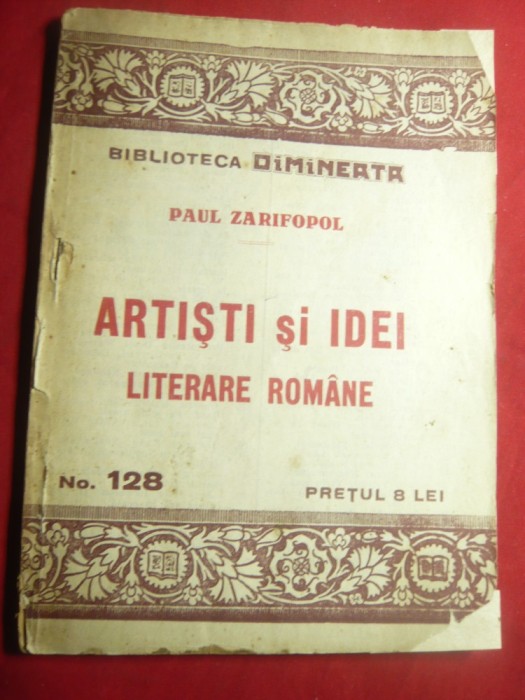 BIBLIOTECA DiMiNEAȚA
PAUL ZARIFOPOL
ARTIȘTI și IDEI
LITERARE ROMÂNE
No. 128
PREȚUL 8 LEI